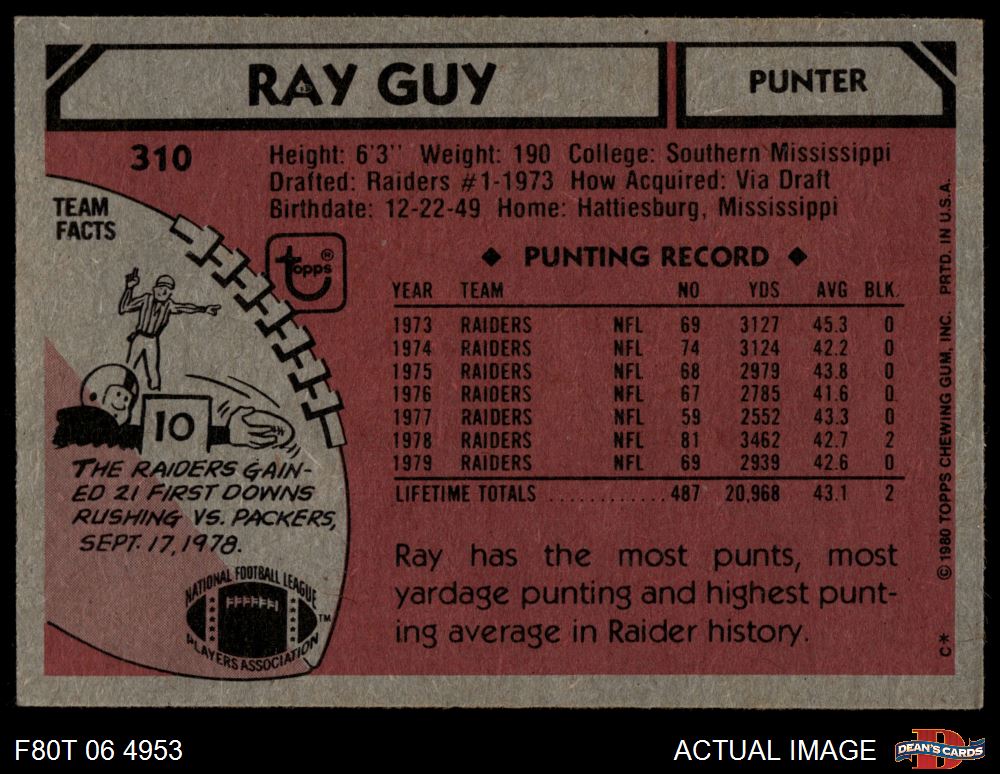 RAY GUY
PUNTER
310
Height: 6'3'' Weight: 190 College: Southern Mississippi
Drafted: Raiders #1-1973 How Acquired: Via Draft
Birthdate: 12-22-49 Home: Hattiesburg, Mississippi
TEAM
FACTS
topps®
10
THE RAIDERS GAIN-
ED 21 FIRST DOWNS
RUSHING VS. PACKERS,
SEPT. 17, 1978.
NATIONAL FOOTBALL LEAGUE
PLAYERS ASSOCIATION
TM
◆ PUNTING RECORD ◆
YEAR TEAM NO YDS AVG BLK.
1973 RAIDERS NFL 69 3127 45.3 0
1974 RAIDERS NFL 74 3124 42.2 0
1975 RAIDERS NFL 68 2979 43.8 0
1976 RAIDERS NFL 67 2785 41.6 0
1977 RAIDERS NFL 59 2552 43.3 0
1978 RAIDERS NFL 81 3462 42.7 2
1979 RAIDERS NFL 69 2939 42.6 0
LIFETIME TOTALS ............ 487 20,968 43.1 2
Ray has the most punts, most
yardage punting and highest punt-
ing average in Raider history.
C* © 1980 TOPPS CHEWING GUM, INC. PRTD. IN U.S.A.
F80T 06 4953
ACTUAL IMAGE
D
DEAN'S CARDS